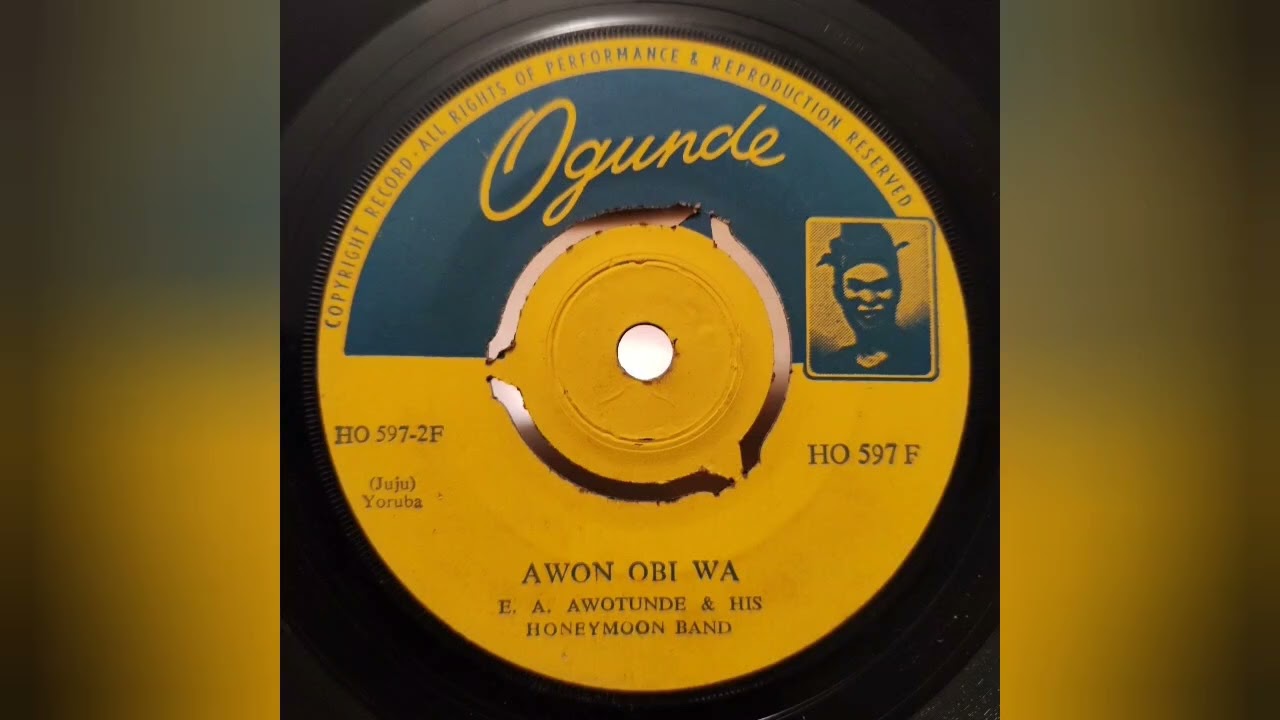 COPYRIGHT RECORD·ALL RIGHTS OF PERFORMANCE & REPRODUCTION RESERVED
Ogunde
HO 597-2F
(Juju)
Yoruba
HO 597 F
AWON OBI WA
E. A. AWOTUNDE & HIS
HONEYMOON BAND